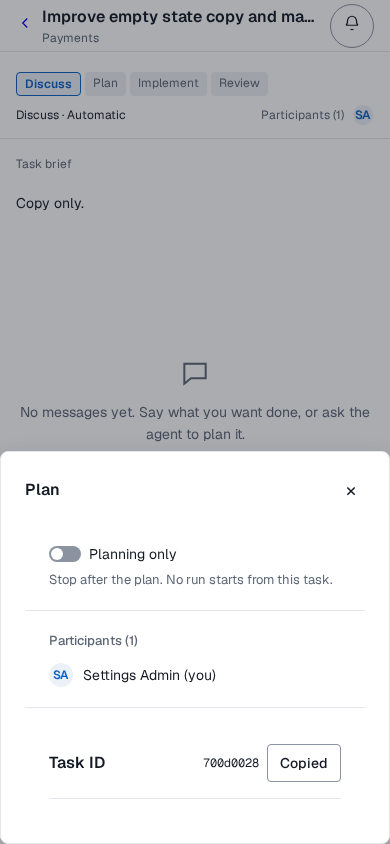 Improve empty state copy and ma...
Payments
Discuss
Plan
Implement
Review
Discuss · Automatic
Participants (1)
SA
Task brief
Copy only.
No messages yet. Say what you want done, or ask the
agent to plan it.
Plan
×
Planning only
Stop after the plan. No run starts from this task.
Participants (1)
SA
Settings Admin (you)
Task ID
700d0028
Copied